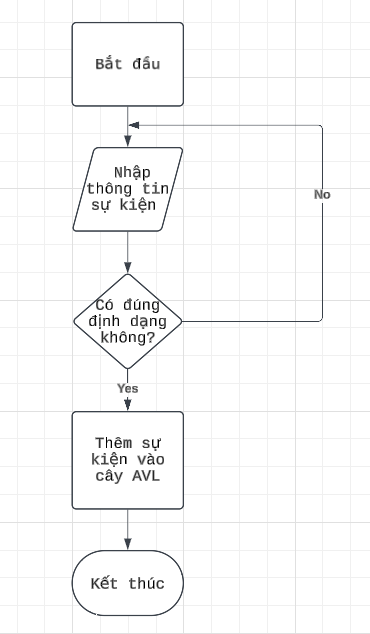 Bắt đầu
Nhập
thông tin
sự kiện
No
Có đúng
định dạng
không?
Yes
Thêm sự
kiện vào
cây AVL
Kết thúc